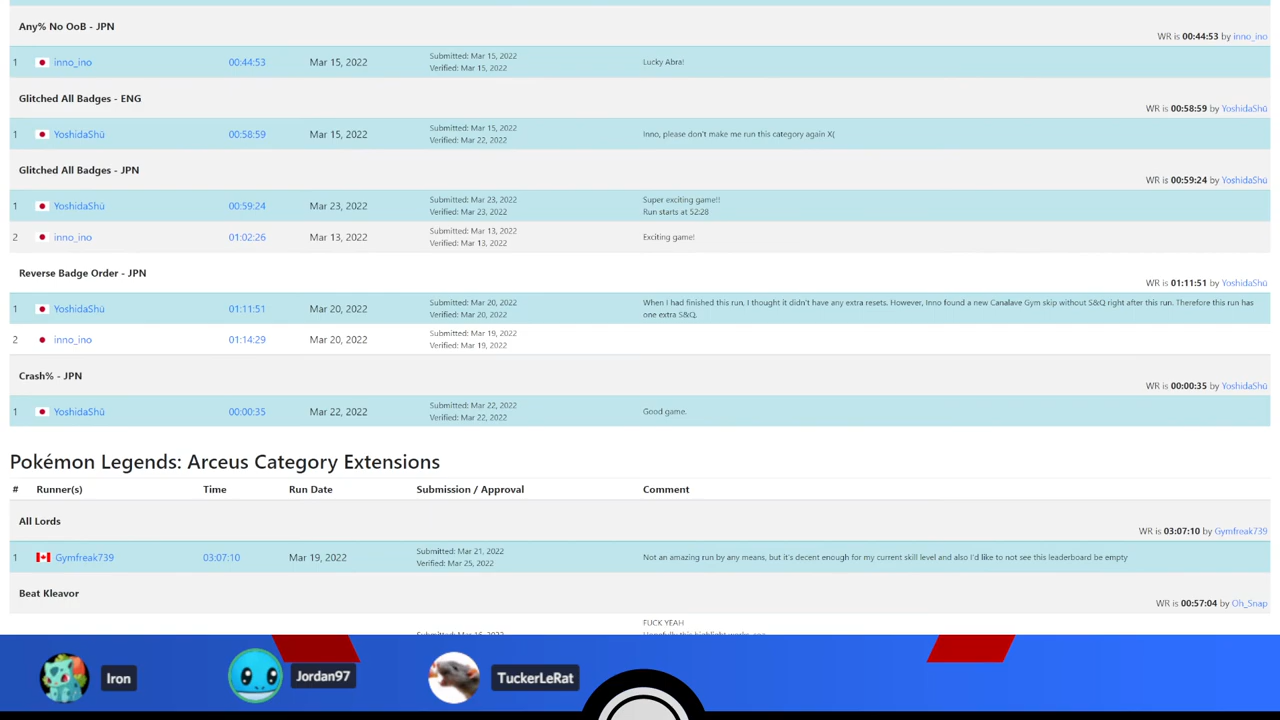 Any% No OoB - JPN
WR is 00:44:53 by inno_ino
1 inno_ino 00:44:53 Mar 15, 2022 Submitted: Mar 15, 2022 Lucky Abra!
Verified: Mar 15, 2022
Glitched All Badges - ENG
WR is 00:58:59 by YoshidaShū
1 YoshidaShū 00:58:59 Mar 15, 2022 Submitted: Mar 15, 2022 Inno, please don't make me run this category again X(
Verified: Mar 22, 2022
Glitched All Badges - JPN
WR is 00:59:24 by YoshidaShū
1 YoshidaShū 00:59:24 Mar 23, 2022 Submitted: Mar 23, 2022 Super exciting game!!
Verified: Mar 23, 2022 Run starts at 52:28
2 inno_ino 01:02:26 Mar 13, 2022 Submitted: Mar 13, 2022 Exciting game!
Verified: Mar 13, 2022
Reverse Badge Order - JPN
WR is 01:11:51 by YoshidaShū
1 YoshidaShū 01:11:51 Mar 20, 2022 Submitted: Mar 20, 2022 When I had finished this run, I thought it didn't have any extra resets. However, Inno found a new Canalave Gym skip without S&Q right after this run. Therefore this run has
Verified: Mar 20, 2022 one extra S&Q.
2 inno_ino 01:14:29 Mar 20, 2022 Submitted: Mar 19, 2022
Verified: Mar 19, 2022
Crash% - JPN
WR is 00:00:35 by YoshidaShū
1 YoshidaShū 00:00:35 Mar 22, 2022 Submitted: Mar 22, 2022 Good game.
Verified: Mar 22, 2022
Pokémon Legends: Arceus Category Extensions
# Runner(s) Time Run Date Submission / Approval Comment
All Lords
WR is 03:07:10 by Gymfreak739
1 Gymfreak739 03:07:10 Mar 19, 2022 Submitted: Mar 21, 2022 Not an amazing run by any means, but it's decent enough for my current skill level and also I'd like to not see this leaderboard be empty
Verified: Mar 25, 2022
Beat Kleavor
WR is 00:57:04 by Oh_Snap
FUCK YEAH
Iron Jordan97 TuckerLeRat